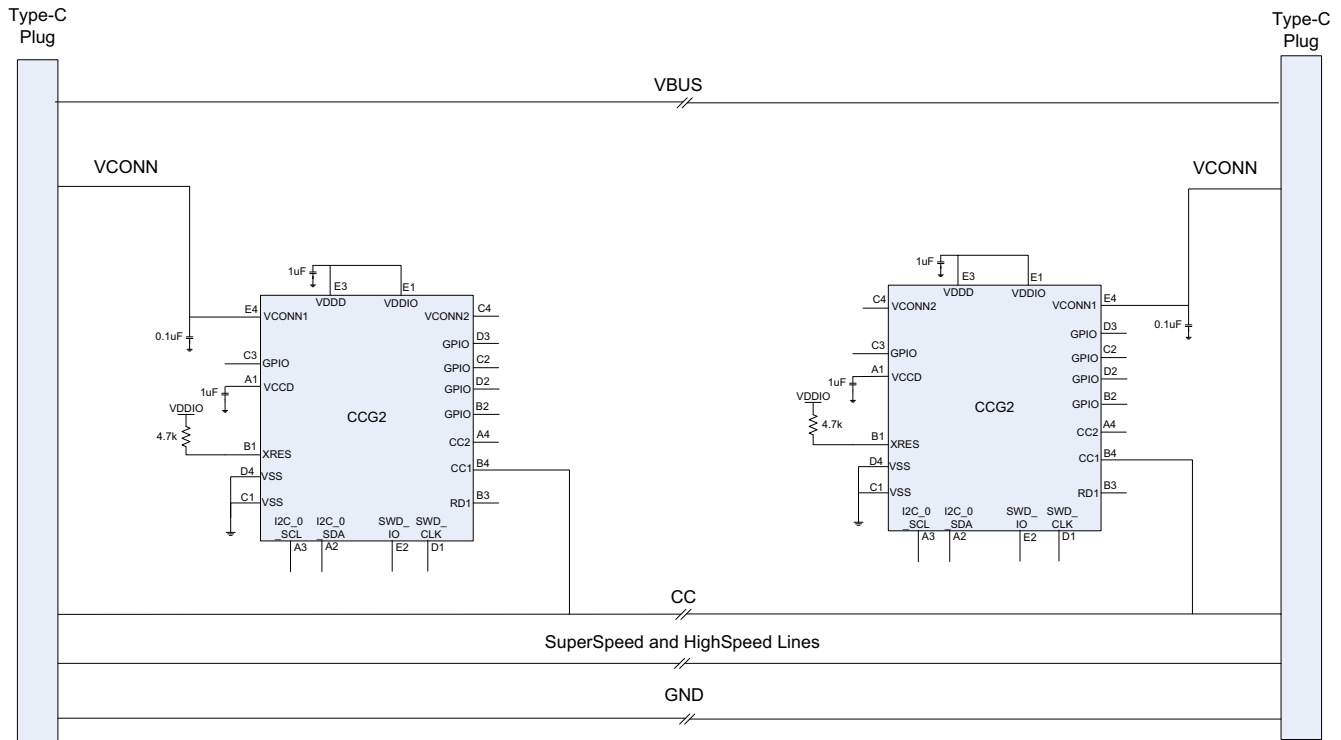 Type-C
Plug
Type-C
Plug
VBUS
VCONN
VCONN
1uF
E3
E1
VDDD
VDDIO
E4
VCONN1
VCONN2
C4
0.1uF
D3
GPIO
C3
GPIO
C2
GPIO
A1
VCCD
D2
GPIO
1uF
B2
GPIO
VDDIO
CCG2
4.7k
A4
CC2
B1
XRES
B4
CC1
D4
VSS
C1
VSS
B3
RD1
I2C_0
_SCL
I2C_0
_SDA
SWD_
IO
SWD_
CLK
A3
A2
E2
D1
1uF
E3
E1
VDDD
VDDIO
C4
VCONN2
E4
VCONN1
0.1uF
D3
GPIO
C3
GPIO
C2
GPIO
A1
VCCD
D2
GPIO
1uF
B2
GPIO
VDDIO
CCG2
4.7k
A4
CC2
B1
XRES
B4
CC1
D4
VSS
C1
VSS
B3
RD1
I2C_0
_SCL
I2C_0
_SDA
SWD_
IO
SWD_
CLK
A3
A2
E2
D1
CC
SuperSpeed and HighSpeed Lines
GND